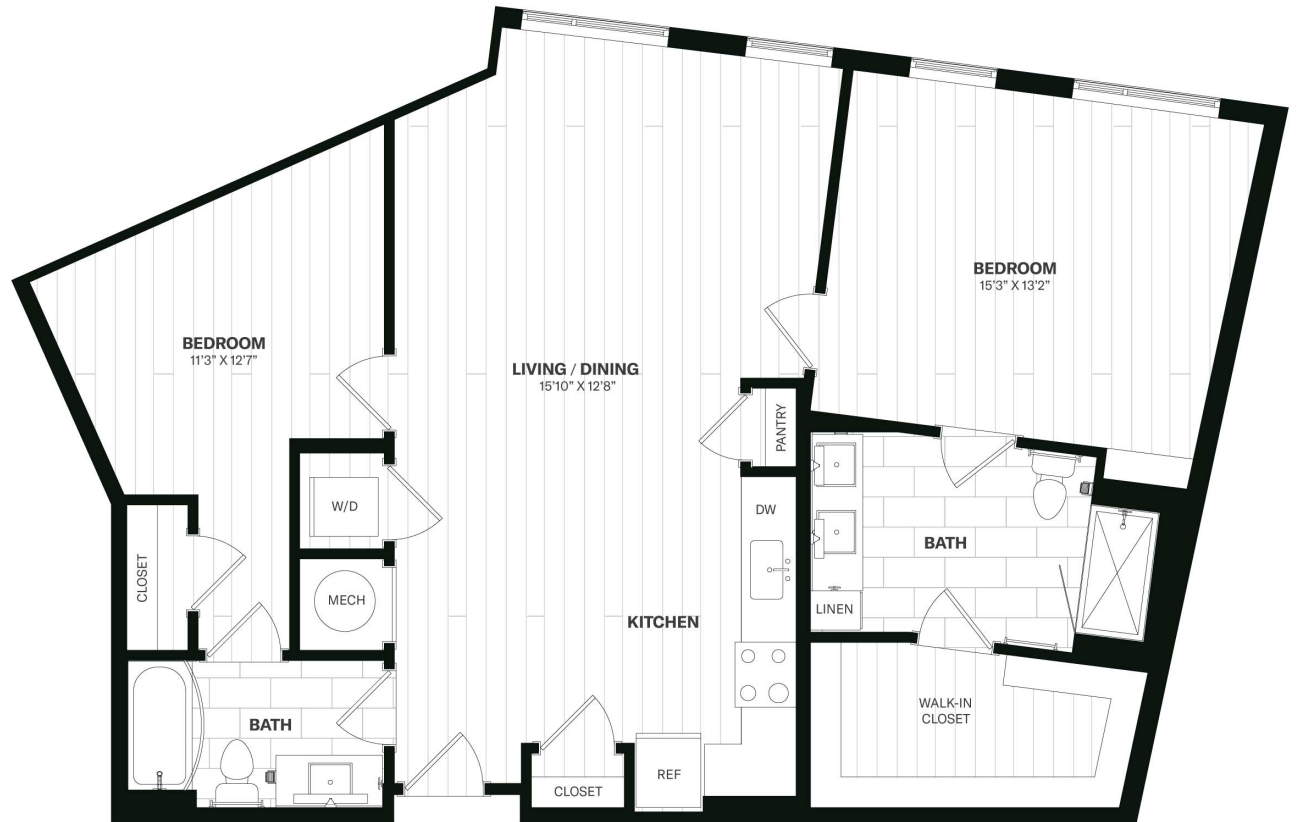 BEDROOM
11'3" X 12'7"
LIVING / DINING
15'10" X 12'8"
BEDROOM
15'3" X 13'2"
PANTRY
W/D
DW
CLOSET
MECH
BATH
LINEN
KITCHEN
BATH
WALK-IN
CLOSET
REF
CLOSET